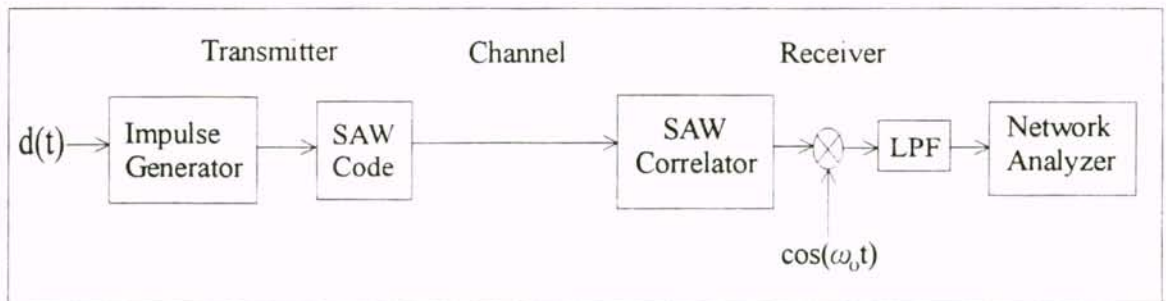 Transmitter
Channel
Receiver
d(t)
Impulse
Generator
SAW
Code
SAW
Correlator
LPF
Network
Analyzer
cos(ω₀t)